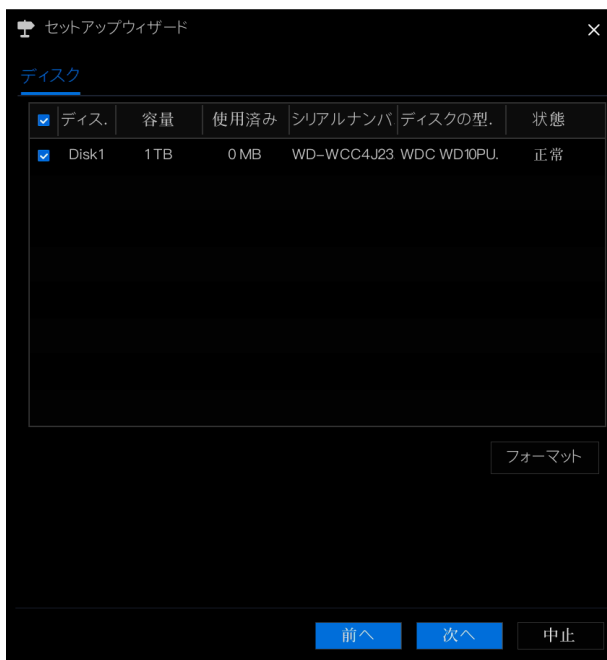 セットアップウィザード
ディスク
ディス. 容量 使用済み シリアルナンバ ディスクの型. 状態
Disk1 1TB 0 MB WD-WCC4J23 WDC WD10PU. 正常
フォーマット
前へ 次へ 中止